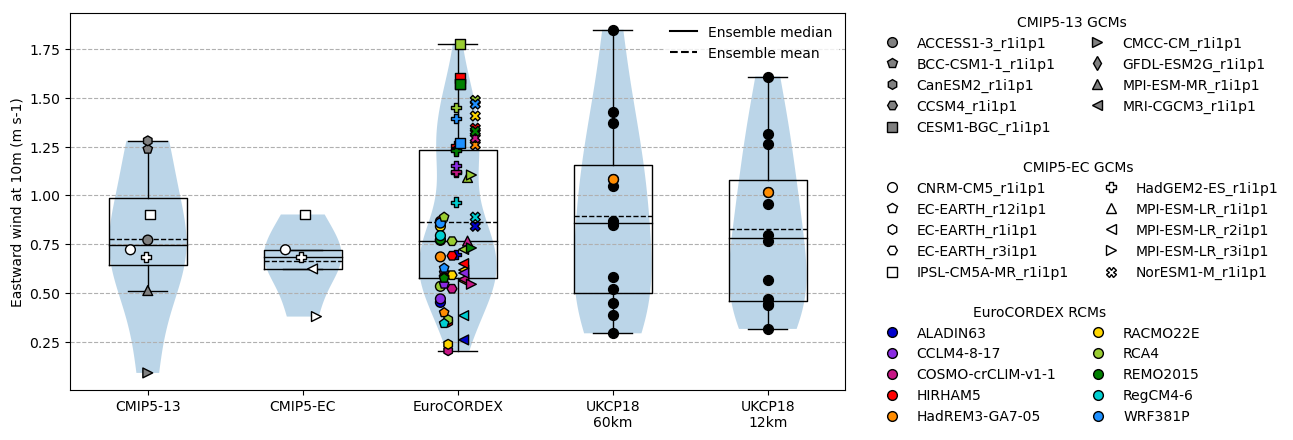 Eastward wind at 10m (m s-1)
1.75
1.50
1.25
1.00
0.75
0.50
0.25
Ensemble median
Ensemble mean
CMIP5-13
CMIP5-EC
EuroCORDEX
UKCP18
60km
UKCP18
12km
CMIP5-13 GCMs
ACCESS1-3_r1i1p1
BCC-CSM1-1_r1i1p1
CanESM2_r1i1p1
CCSM4_r1i1p1
CESM1-BGC_r1i1p1
CMCC-CM_r1i1p1
GFDL-ESM2G_r1i1p1
MPI-ESM-MR_r1i1p1
MRI-CGCM3_r1i1p1
CMIP5-EC GCMs
CNRM-CM5_r1i1p1
EC-EARTH_r12i1p1
EC-EARTH_r1i1p1
EC-EARTH_r3i1p1
IPSL-CM5A-MR_r1i1p1
HadGEM2-ES_r1i1p1
MPI-ESM-LR_r1i1p1
MPI-ESM-LR_r2i1p1
MPI-ESM-LR_r3i1p1
NorESM1-M_r1i1p1
EuroCORDEX RCMs
ALADIN63
CCLM4-8-17
COSMO-crCLIM-v1-1
HIRHAM5
HadREM3-GA7-05
RACMO22E
RCA4
REMO2015
RegCM4-6
WRF381P